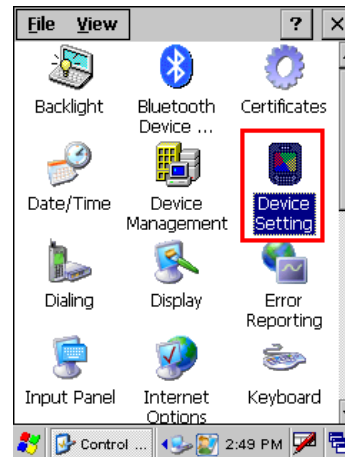 File View ? ×
Backlight Bluetooth Device ... Certificates
Date/Time Device Management Device Setting
Dialing Display Error Reporting
Input Panel Internet Options Keyboard
Control ... 2:49 PM